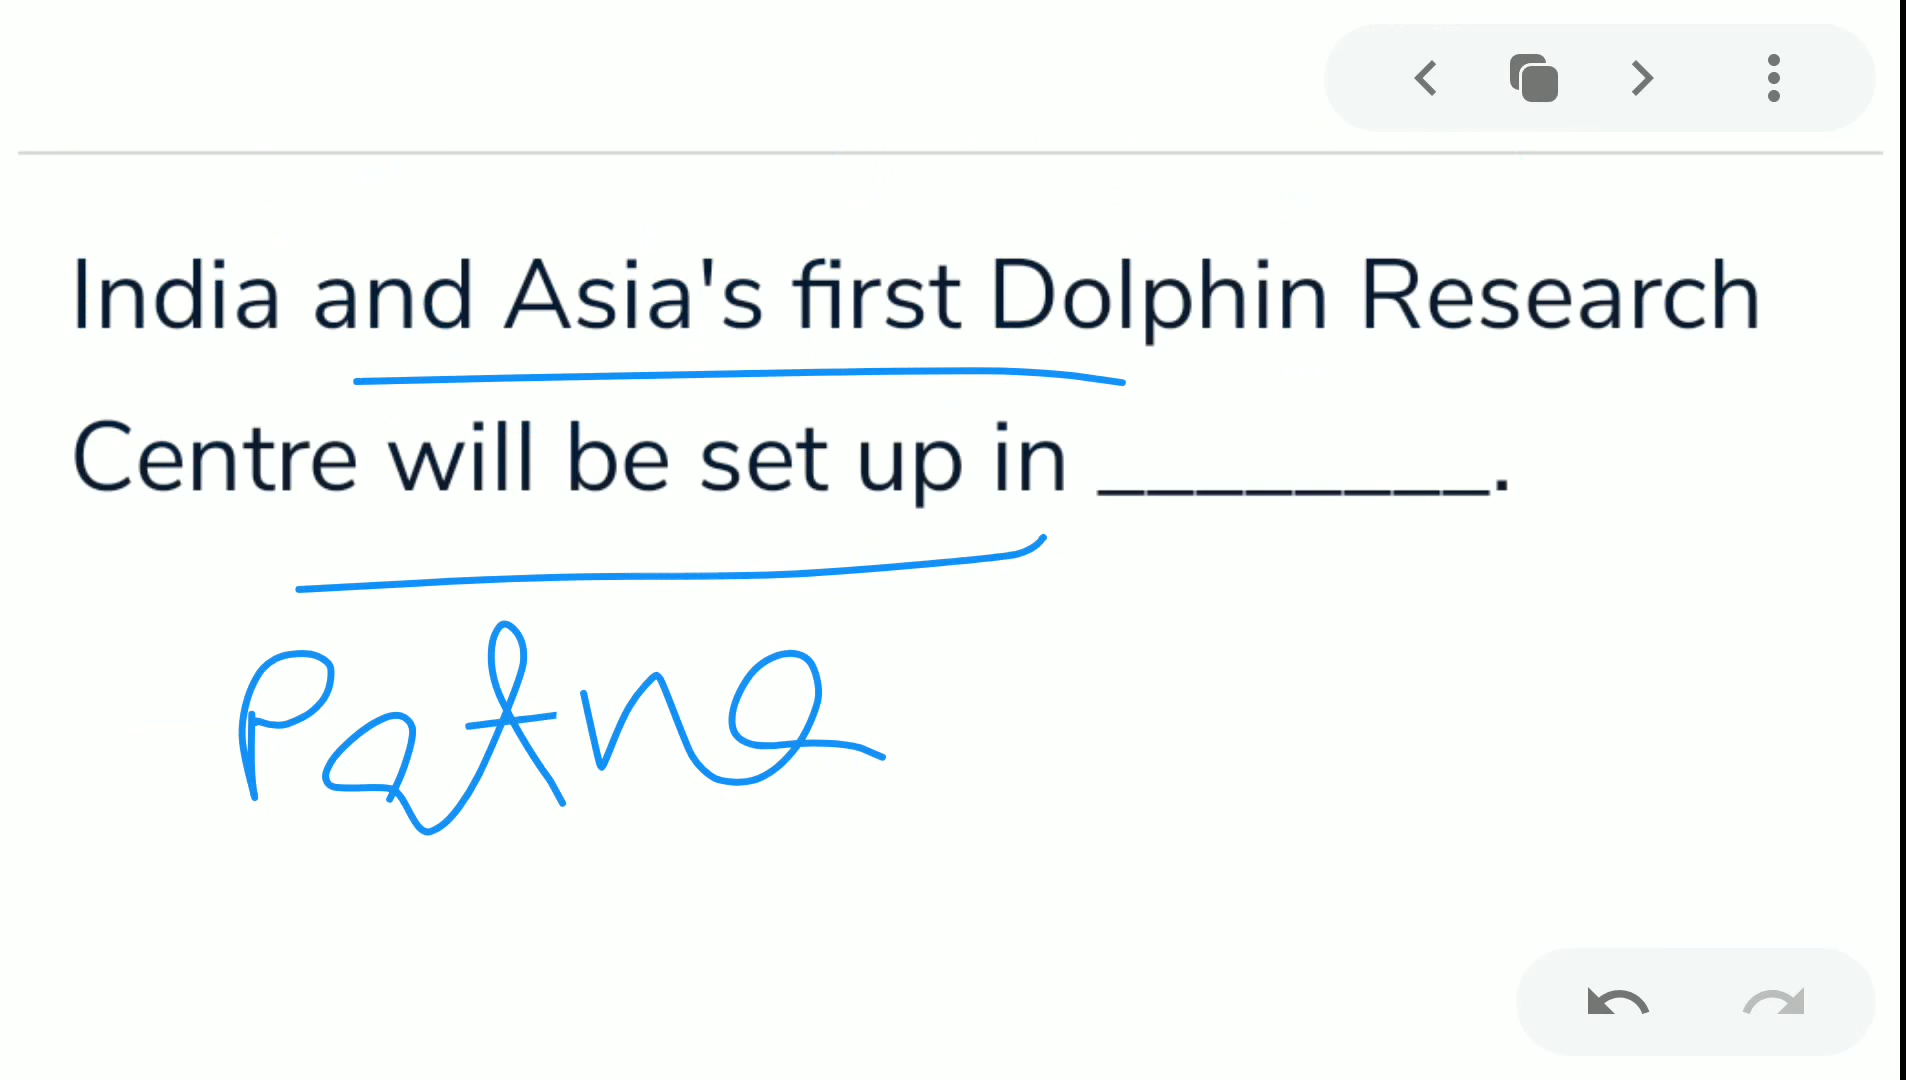 India and Asia's first Dolphin Research
Centre will be set up in ________.
Patna